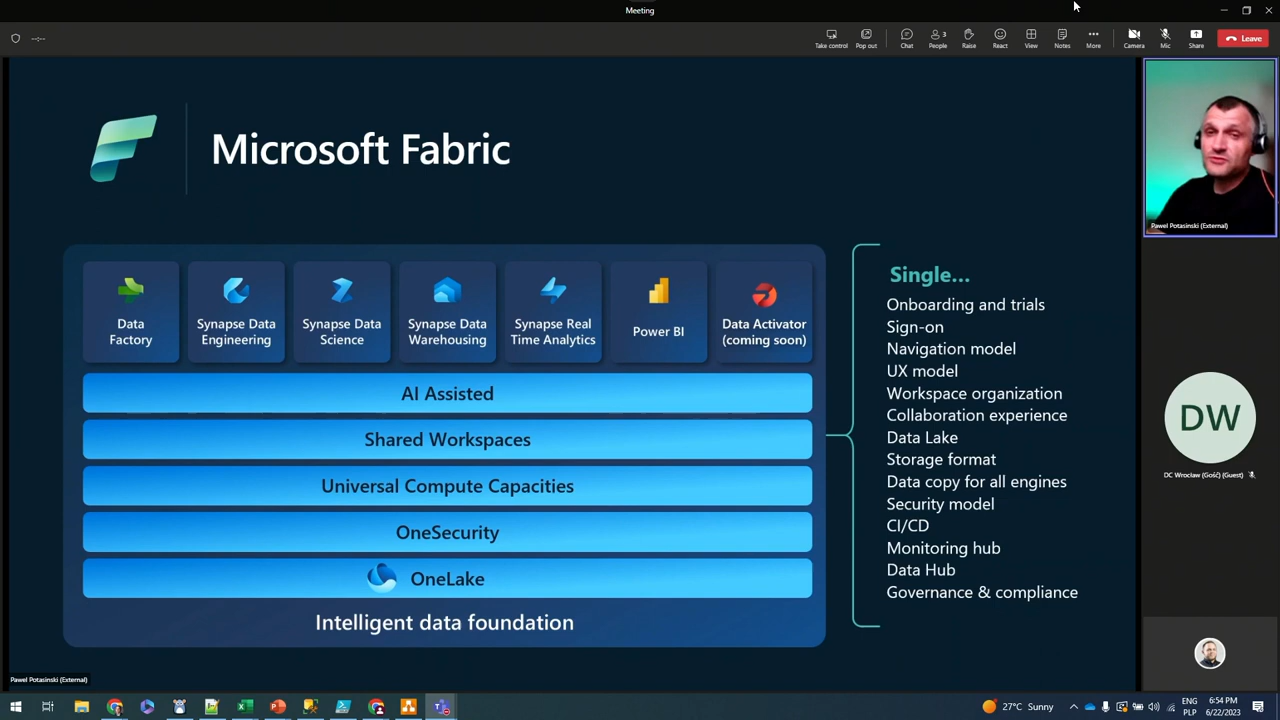 Meeting
--:--
Take control
Pop out
Chat
People
3
Raise
React
View
Notes
More
Camera
Mic
Share
Leave
Microsoft Fabric
Data
Factory
Synapse Data
Engineering
Synapse Data
Science
Synapse Data
Warehousing
Synapse Real
Time Analytics
Power BI
Data Activator
(coming soon)
AI Assisted
Shared Workspaces
Universal Compute Capacities
OneSecurity
OneLake
Intelligent data foundation
Single...
Onboarding and trials
Sign-on
Navigation model
UX model
Workspace organization
Collaboration experience
Data Lake
Storage format
Data copy for all engines
Security model
CI/CD
Monitoring hub
Data Hub
Governance & compliance
Pawel Potasinski (External)
DW
DC Wrocław (Gość) (Guest)
Pawel Potasinski (External)
27°C Sunny
ENG
PLP
6:54 PM
6/22/2023